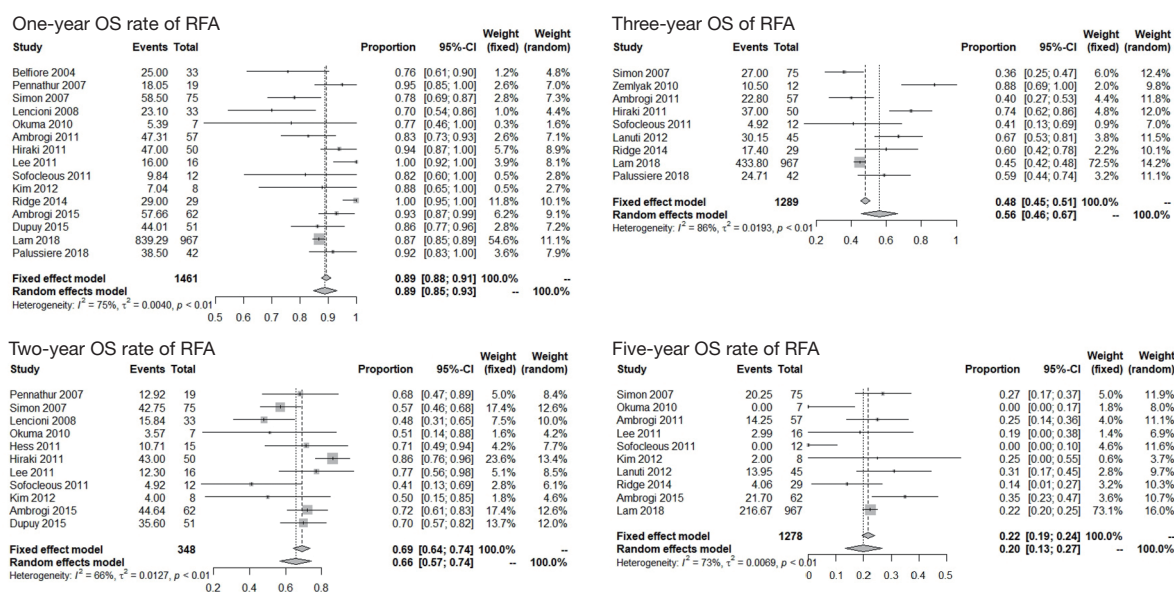 One-year OS rate of RFA
Weight Weight
Study Events Total Proportion 95%-CI (fixed) (random)
Belfiore 2004 25.00 33 0.76 [0.61; 0.90] 1.2% 4.8%
Pennathur 2007 18.05 19 0.95 [0.85; 1.00] 2.6% 7.0%
Simon 2007 58.50 75 0.78 [0.69; 0.87] 2.8% 7.3%
Lencioni 2008 23.10 33 0.70 [0.54; 0.86] 1.0% 4.4%
Okuma 2010 5.39 7 0.77 [0.46; 1.00] 0.3% 1.6%
Ambrogi 2011 47.31 57 0.83 [0.73; 0.93] 2.6% 7.1%
Hiraki 2011 47.00 50 0.94 [0.87; 1.00] 5.7% 9.3%
Lee 2011 16.00 16 1.00 [0.92; 1.00] 3.9% 8.1%
Sofocleous 2011 9.84 12 0.82 [0.60; 1.00] 0.5% 2.8%
Kim 2012 7.04 8 0.88 [0.65; 1.00] 0.5% 2.7%
Ridge 2014 29.00 29 1.00 [0.95; 1.00] 11.8% 10.1%
Ambrogi 2015 57.66 62 0.93 [0.87; 0.99] 6.2% 9.1%
Dupuy 2015 44.01 51 0.86 [0.77; 0.96] 2.8% 7.2%
Lam 2018 839.29 967 0.87 [0.85; 0.89] 54.6% 11.1%
Palussiere 2018 38.50 42 0.92 [0.83; 1.00] 3.6% 7.9%
Fixed effect model 1461 0.89 [0.88; 0.91] 100.0% --
Random effects model 0.89 [0.85; 0.93] -- 100.0%
Heterogeneity: I² = 75%, τ² = 0.0040, p < 0.01
0.5 0.6 0.7 0.8 0.9 1
Three-year OS of RFA
Weight Weight
Study Events Total Proportion 95%-CI (fixed) (random)
Simon 2007 27.00 75 0.36 [0.25; 0.47] 6.0% 12.4%
Zemlyak 2010 10.50 12 0.88 [0.69; 1.00] 2.0% 9.8%
Ambrogi 2011 22.80 57 0.40 [0.27; 0.53] 4.4% 11.8%
Hiraki 2011 37.00 50 0.74 [0.62; 0.86] 4.8% 12.0%
Sofocleous 2011 4.92 12 0.41 [0.13; 0.69] 0.9% 7.0%
Lanuti 2012 30.15 45 0.67 [0.53; 0.81] 3.8% 11.5%
Ridge 2014 17.40 29 0.60 [0.42; 0.78] 2.2% 10.1%
Lam 2018 433.80 967 0.45 [0.42; 0.48] 72.5% 14.2%
Palussiere 2018 24.71 42 0.59 [0.44; 0.74] 3.2% 11.1%
Fixed effect model 1289 0.48 [0.45; 0.51] 100.0% --
Random effects model 0.56 [0.46; 0.67] -- 100.0%
Heterogeneity: I² = 86%, τ² = 0.0193, p < 0.01
0.2 0.4 0.6 0.8 1
Two-year OS rate of RFA
Weight Weight
Study Events Total Proportion 95%-CI (fixed) (random)
Pennathur 2007 12.92 19 0.68 [0.47; 0.89] 5.0% 8.4%
Simon 2007 42.75 75 0.57 [0.46; 0.68] 17.4% 12.6%
Lencioni 2008 15.84 33 0.48 [0.31; 0.65] 7.5% 10.0%
Okuma 2010 3.57 7 0.51 [0.14; 0.88] 1.6% 4.2%
Hess 2011 10.71 15 0.71 [0.49; 0.94] 4.2% 7.7%
Hiraki 2011 43.00 50 0.86 [0.76; 0.96] 23.6% 13.4%
Lee 2011 12.30 16 0.77 [0.56; 0.98] 5.1% 8.5%
Sofocleous 2011 4.92 12 0.41 [0.13; 0.69] 2.8% 6.1%
Kim 2012 4.00 8 0.50 [0.15; 0.85] 1.8% 4.6%
Ambrogi 2015 44.64 62 0.72 [0.61; 0.83] 17.4% 12.6%
Dupuy 2015 35.60 51 0.70 [0.57; 0.82] 13.7% 12.0%
Fixed effect model 348 0.69 [0.64; 0.74] 100.0% --
Random effects model 0.66 [0.57; 0.74] -- 100.0%
Heterogeneity: I² = 66%, τ² = 0.0127, p < 0.01
0.2 0.4 0.6 0.8
Five-year OS rate of RFA
Weight Weight
Study Events Total Proportion 95%-CI (fixed) (random)
Simon 2007 20.25 75 0.27 [0.17; 0.37] 5.0% 11.9%
Okuma 2010 0.00 7 0.00 [0.00; 0.17] 1.8% 8.0%
Ambrogi 2011 14.25 57 0.25 [0.14; 0.36] 4.0% 11.1%
Lee 2011 2.99 16 0.19 [0.00; 0.38] 1.4% 6.9%
Sofocleous 2011 0.00 12 0.00 [0.00; 0.10] 4.6% 11.6%
Kim 2012 2.00 8 0.25 [0.00; 0.55] 0.6% 3.7%
Lanuti 2012 13.95 45 0.31 [0.17; 0.45] 2.8% 9.7%
Ridge 2014 4.06 29 0.14 [0.01; 0.27] 3.2% 10.3%
Ambrogi 2015 21.70 62 0.35 [0.23; 0.47] 3.6% 10.7%
Lam 2018 216.67 967 0.22 [0.20; 0.25] 73.1% 16.0%
Fixed effect model 1278 0.22 [0.19; 0.24] 100.0% --
Random effects model 0.20 [0.13; 0.27] -- 100.0%
Heterogeneity: I² = 73%, τ² = 0.0069, p < 0.01
0 0.1 0.2 0.3 0.4 0.5